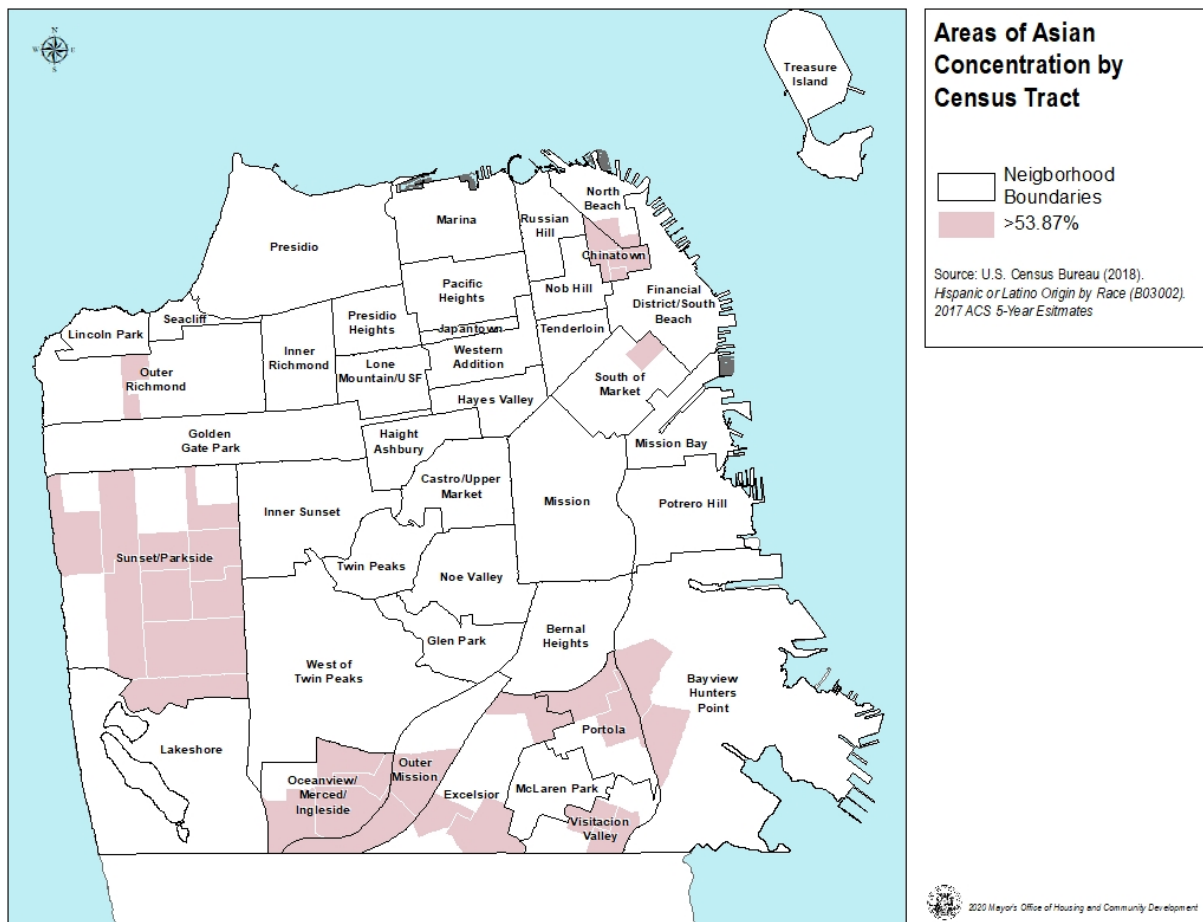 N
W
E
S
Treasure
Island
North
Beach
Marina
Russian
Hill
Presidio
Chinatown
Pacific
Heights
Nob Hill
Financial
District/South
Beach
Seacliff
Lincoln Park
Presidio
Heights
Japantown
Tenderloin
Inner
Richmond
Western
Addition
Lone
Mountain/USF
Outer
Richmond
South of
Market
Hayes Valley
Golden
Gate Park
Haight
Ashbury
Mission Bay
Castro/Upper
Market
Mission
Potrero Hill
Inner Sunset
Sunset/Parkside
Twin Peaks
Noe Valley
Glen Park
Bernal
Heights
West of
Twin Peaks
Bayview
Hunters
Point
Portola
Lakeshore
Outer
Mission
Oceanview/
Merced/
Ingleside
Excelsior
McLaren Park
Visitacion
Valley
Areas of Asian
Concentration by
Census Tract
Neigborhood
Boundaries
>53.87%
Source: U.S. Census Bureau (2018).
Hispanic or Latino Origin by Race (B03002).
2017 ACS 5-Year Esitmates
2020 Mayor's Office of Housing and Community Development